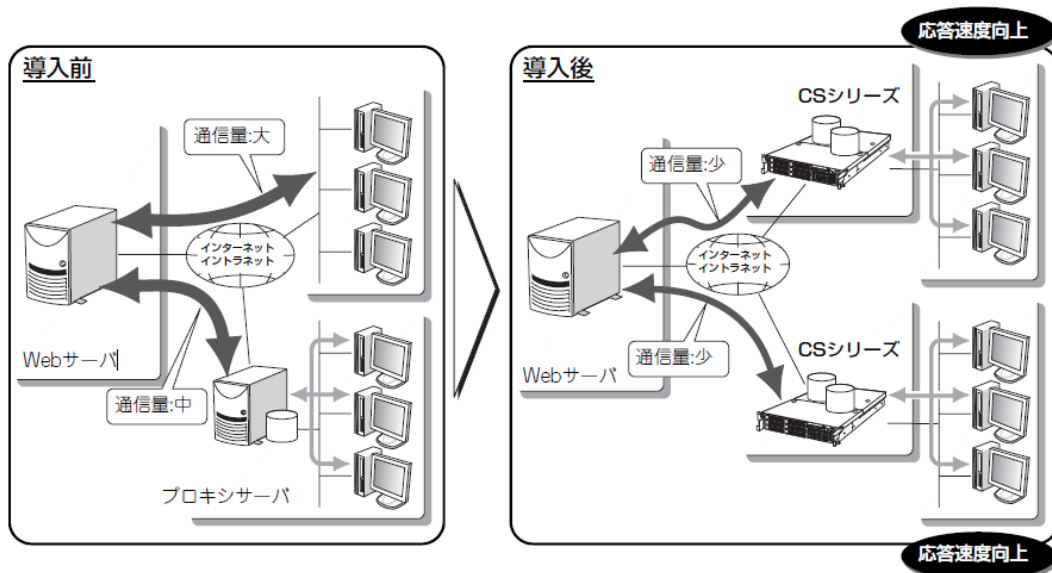 導入前
通信量:大
インターネット
イントラネット
Webサーバ
通信量:中
プロキシサーバ
応答速度向上
導入後
CSシリーズ
通信量:少
インターネット
イントラネット
Webサーバ
通信量:少
CSシリーズ
応答速度向上